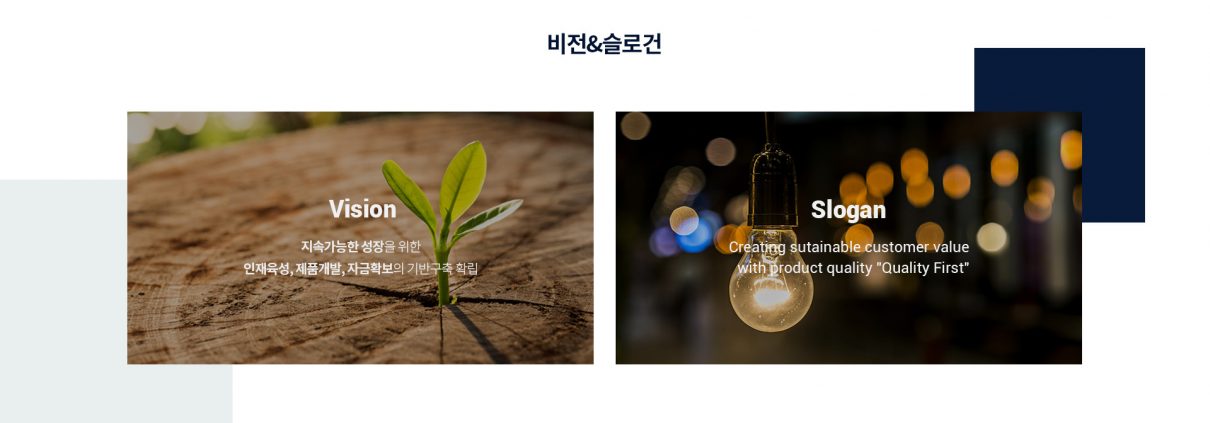 비전&슬로건
Vision
지속가능한 성장을 위한
인재육성, 제품개발, 자금확보의 기반구축 확립
Slogan
Creating sutainable customer value
with product quality "Quality First"